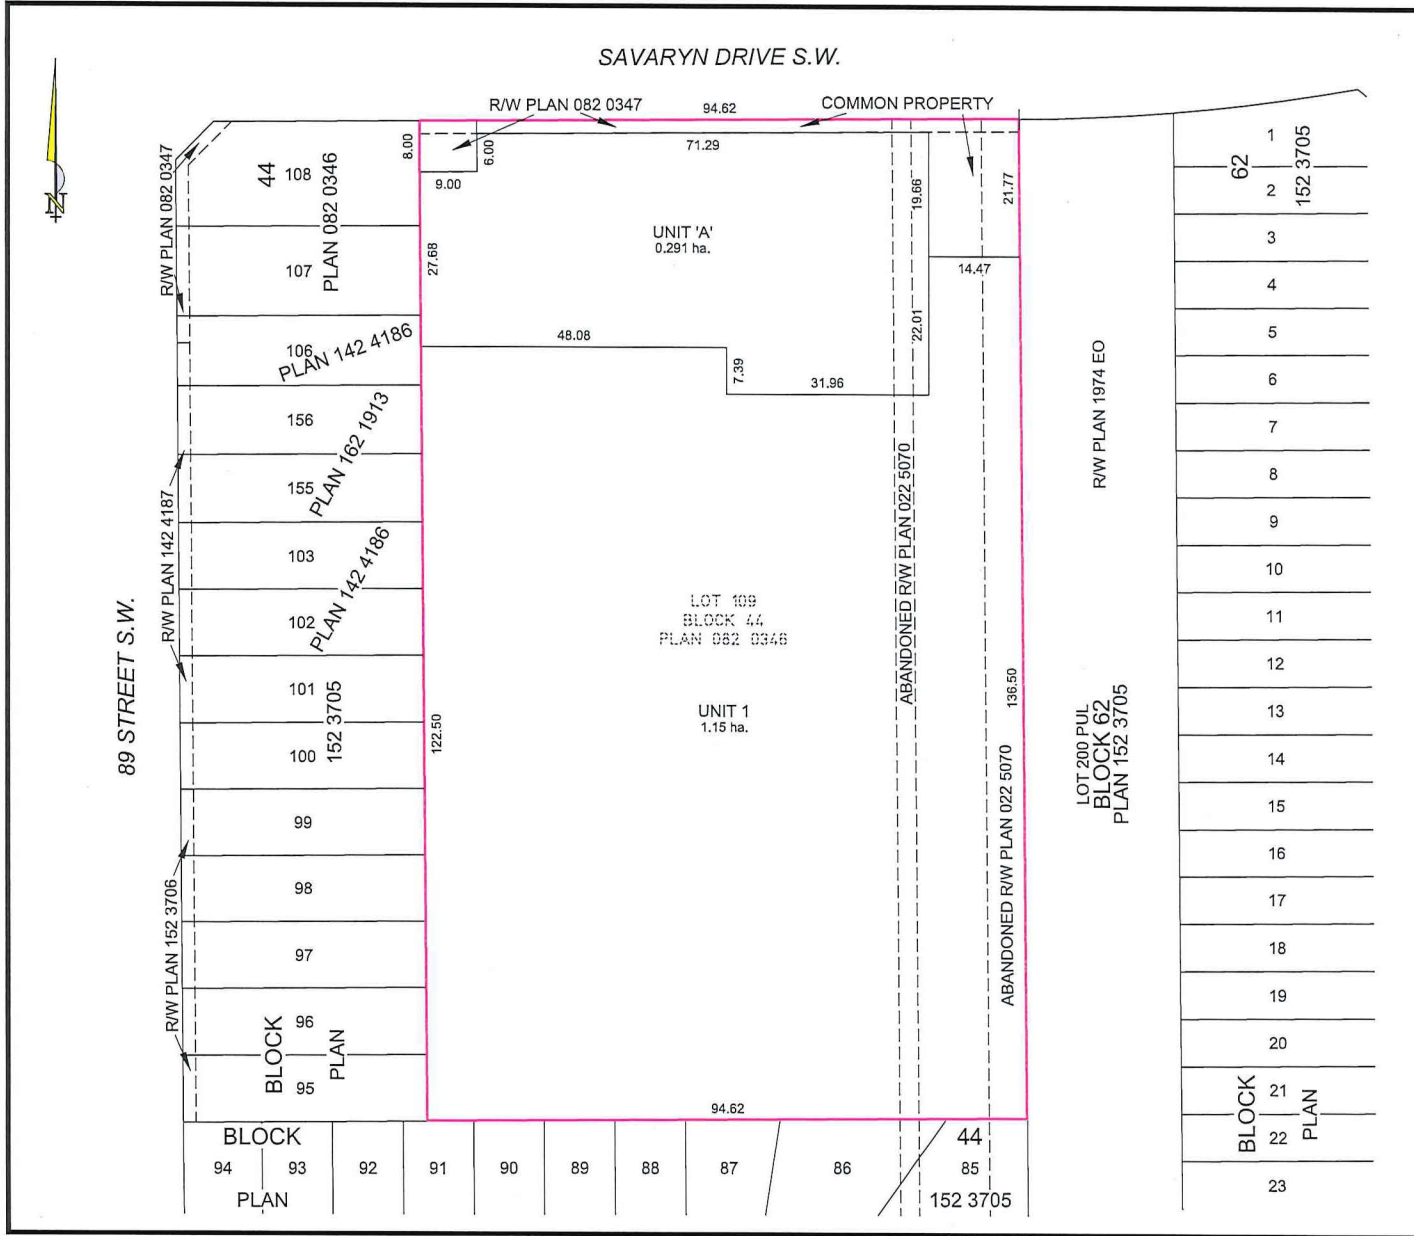 SAVARYN DRIVE S.W.
R/W PLAN 082 0347
94.62
COMMON PROPERTY
N
R/W PLAN 082 0347
44
108
PLAN 082 0346
107
106
PLAN 142 4186
156
PLAN 162 1913
155
103
PLAN 142 4186
102
101
152 3705
100
99
98
97
96
BLOCK
PLAN
95
R/W PLAN 142 4187
R/W PLAN 152 3706
89 STREET S.W.
8.00
6.00
9.00
71.29
19.66
21.77
UNIT 'A'
0.291 ha.
27.68
14.47
48.08
7.39
31.96
22.01
ABANDONED R/W PLAN 022 5070
LOT 109
BLOCK 44
PLAN 082 0346
UNIT 1
1.15 ha.
122.50
136.50
ABANDONED R/W PLAN 022 5070
94.62
R/W PLAN 1974 EO
LOT 200 PUL
BLOCK 62
PLAN 152 3705
1
62
152 3705
2
3
4
5
6
7
8
9
10
11
12
13
14
15
16
17
18
19
20
21
BLOCK
PLAN
22
23
BLOCK
44
94 93 92 91 90 89 88 87 86 85
PLAN
152 3705